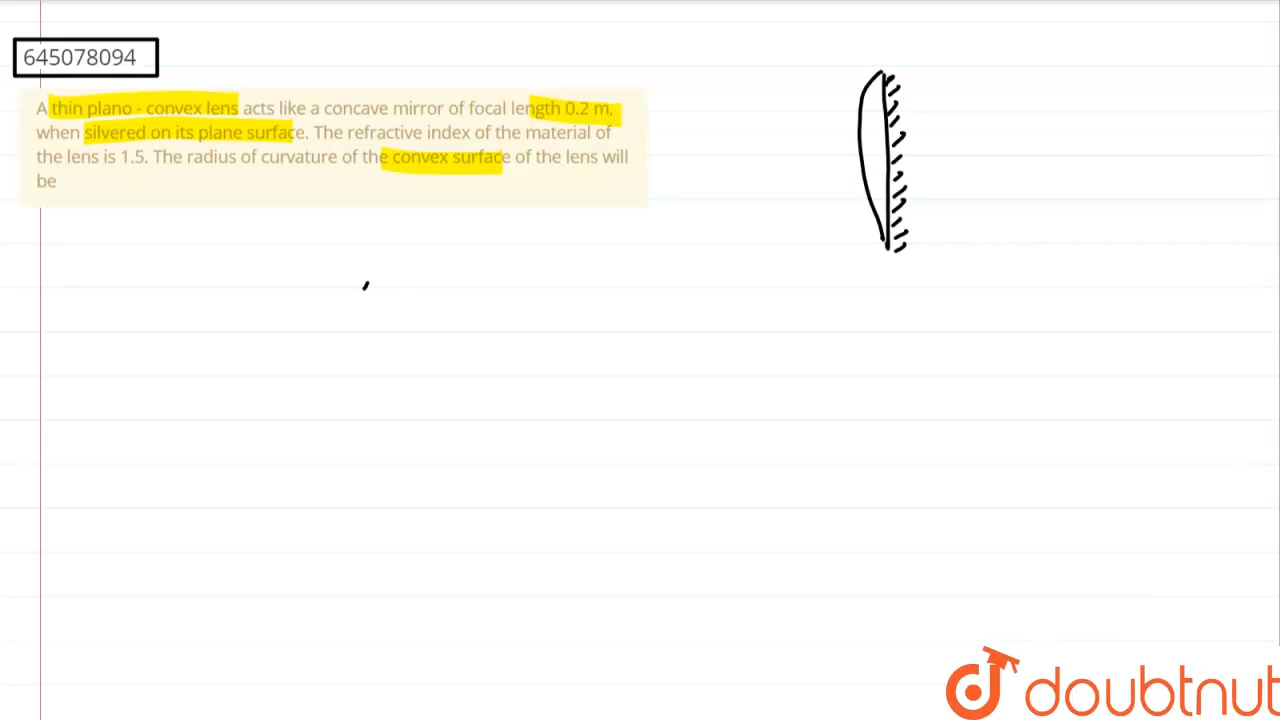 645078094
A thin plano - convex lens acts like a concave mirror of focal length 0.2 m,
when silvered on its plane surface. The refractive index of the material of
the lens is 1.5. The radius of curvature of the convex surface of the lens will
be
doubtnut